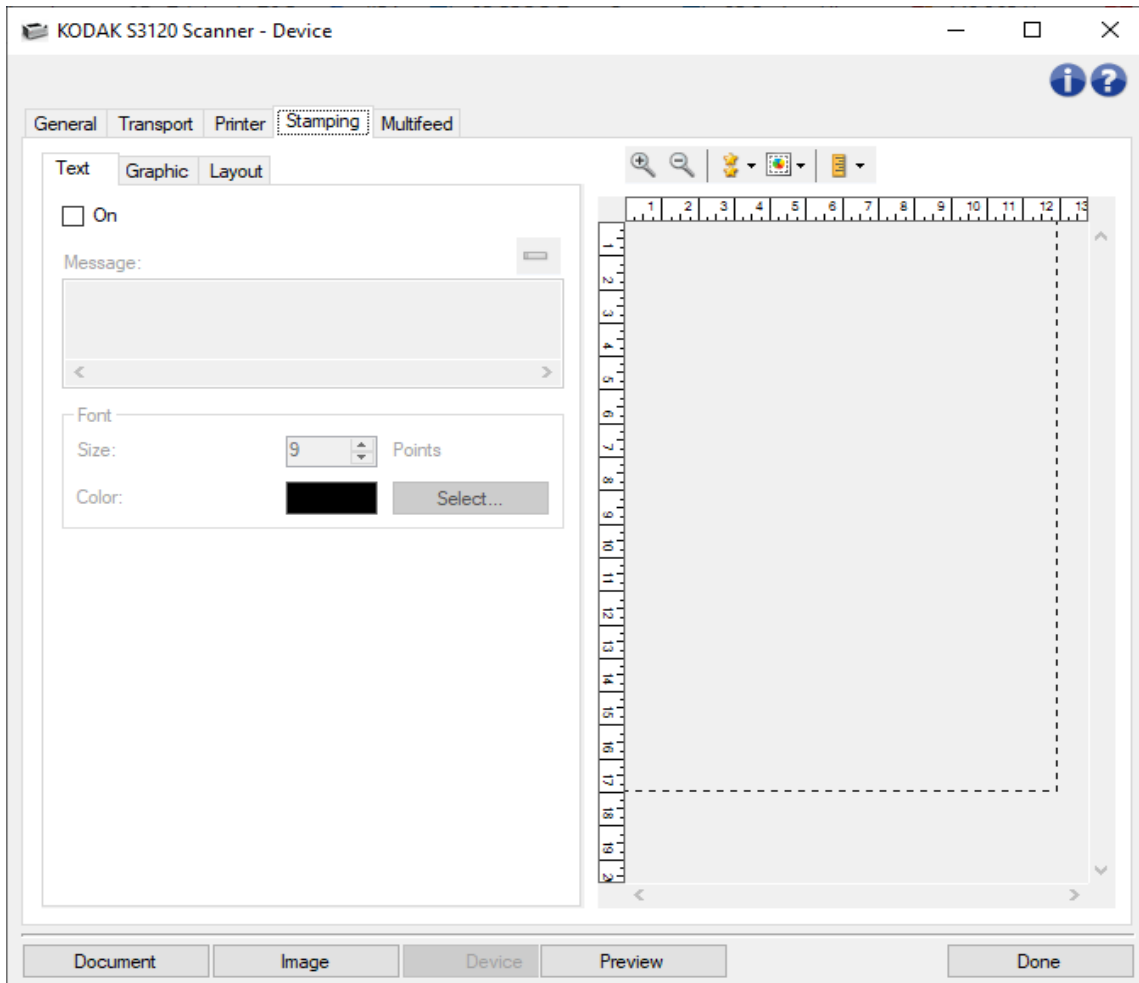 KODAK S3120 Scanner - Device
General Transport Printer Stamping Multifeed
Text Graphic Layout
On
Message:
Font
Size: 9 Points
Color: Select...
1 2 3 4 5 6 7 8 9 10 11 12 13
1
2
3
4
5
6
7
8
9
10
11
12
13
14
15
16
17
18
19
Document Image Device Preview Done